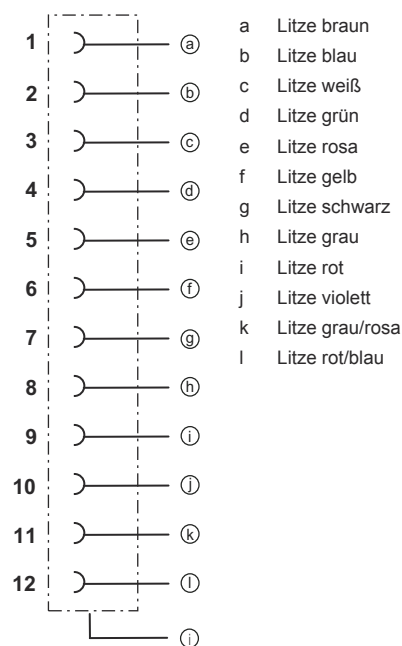 1 ⓐ
2 ⓑ
3 ⓒ
4 ⓓ
5 ⓔ
6 ⓕ
7 ⓖ
8 ⓗ
9 ⓘ
10 ⓙ
11 ⓚ
12 ⓛ
ⓘ
a Litze braun
b Litze blau
c Litze weiß
d Litze grün
e Litze rosa
f Litze gelb
g Litze schwarz
h Litze grau
i Litze rot
j Litze violett
k Litze grau/rosa
l Litze rot/blau